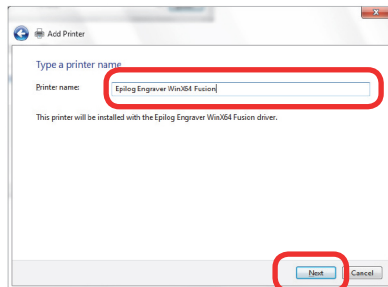 Add Printer
Type a printer name
Printer name: Epilog Engraver WinX64 Fusion
This printer will be installed with the Epilog Engraver WinX64 Fusion driver.
Next Cancel